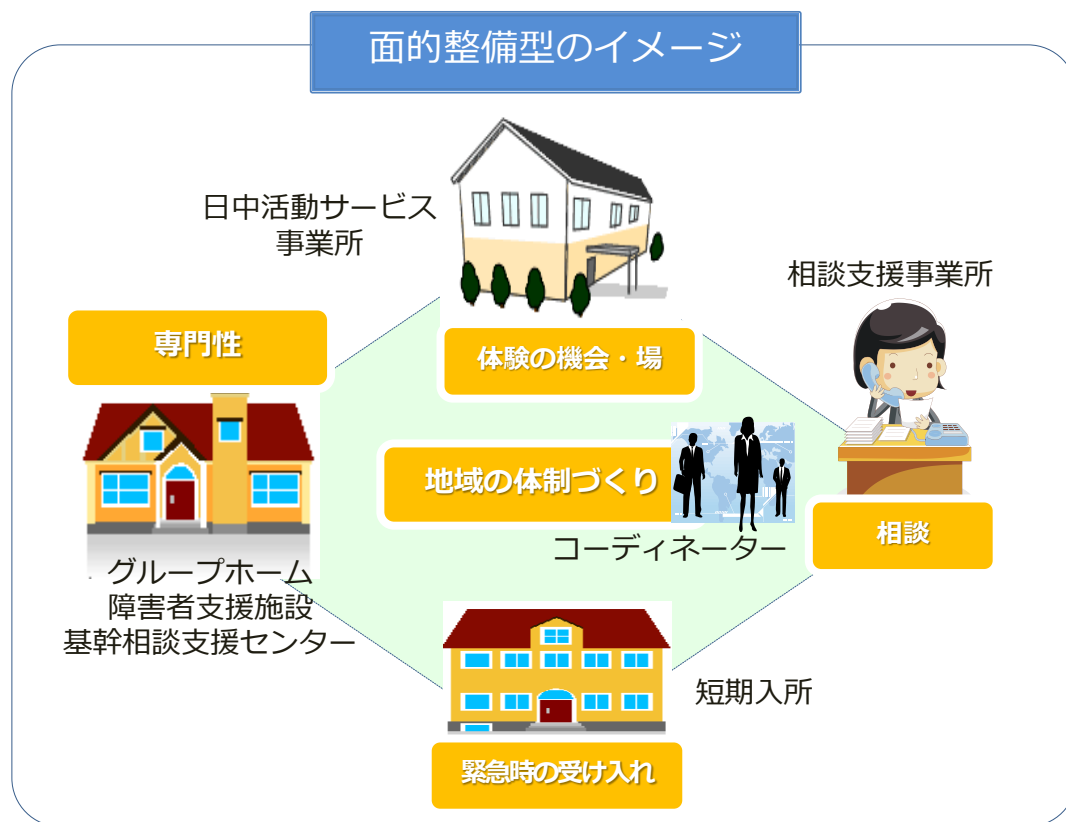 面的整備型のイメージ
日中活動サービス
事業所
相談支援事業所
専門性
体験の機会・場
地域の体制づくり
コーディネーター
相談
グループホーム
障害者支援施設
基幹相談支援センター
短期入所
緊急時の受け入れ